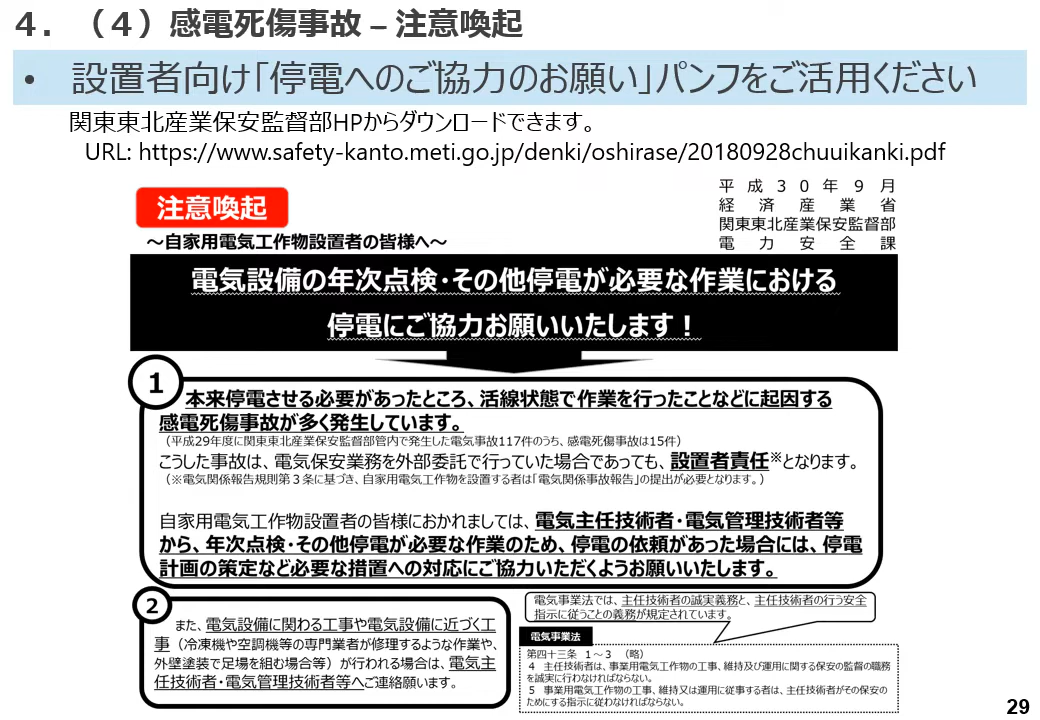 ４．（４）感電死傷事故 – 注意喚起
• 設置者向け「停電へのご協力のお願い」パンフをご活用ください
関東東北産業保安監督部HPからダウンロードできます。
URL: https://www.safety-kanto.meti.go.jp/denki/oshirase/20180928chuuikanki.pdf
平成３０年９月
経済産業省
関東東北産業保安監督部
電力安全課
注意喚起
～自家用電気工作物設置者の皆様へ～
電気設備の年次点検・その他停電が必要な作業における
停電にご協力お願いいたします！
1
本来停電させる必要があったところ、活線状態で作業を行ったことなどに起因する
感電死傷事故が多く発生しています。
（平成29年度に関東東北産業保安監督部管内で発生した電気事故117件のうち、感電死傷事故は15件）
こうした事故は、電気保安業務を外部委託で行っていた場合であっても、設置者責任※となります。
（※電気関係報告規則第３条に基づき、自家用電気工作物を設置する者は「電気関係事故報告」の提出が必要となります。）
自家用電気工作物設置者の皆様におかれましては、電気主任技術者・電気管理技術者等
から、年次点検・その他停電が必要な作業のため、停電の依頼があった場合には、停電
計画の策定など必要な措置への対応にご協力いただくようお願いいたします。
2
また、電気設備に関わる工事や電気設備に近づく工
事（冷凍機や空調機等の専門業者が修理するような作業や、
外壁塗装で足場を組む場合等）が行われる場合は、電気主
任技術者・電気管理技術者等へご連絡願います。
電気事業法では、主任技術者の誠実義務と、主任技術者の行う安全
指示に従うことの義務が規定されています。
電気事業法
第四十三条 １～３ （略）
４ 主任技術者は、事業用電気工作物の工事、維持及び運用に関する保安の監督の職務
を誠実に行わなければならない。
５ 事業用電気工作物の工事、維持又は運用に従事する者は、主任技術者がその保安の
ためにする指示に従わなければならない。
29